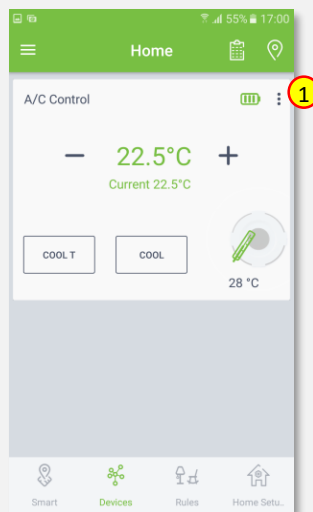 55% 17:00
Home
A/C Control
1
− 22.5°C +
Current 22.5°C
COOL T COOL
28 °C
Smart Devices Rules Home Setu..